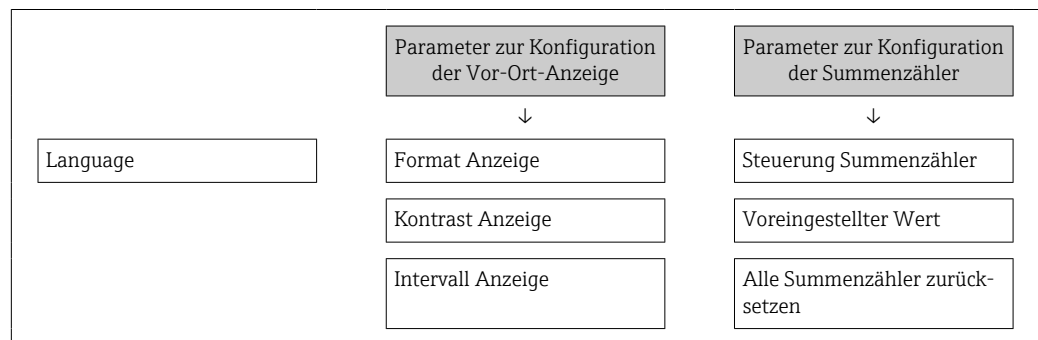 Parameter zur Konfiguration
der Vor-Ort-Anzeige
Parameter zur Konfiguration
der Summenzähler
↓
↓
Language
Format Anzeige
Steuerung Summenzähler
Kontrast Anzeige
Voreingestellter Wert
Intervall Anzeige
Alle Summenzähler zurück-
setzen